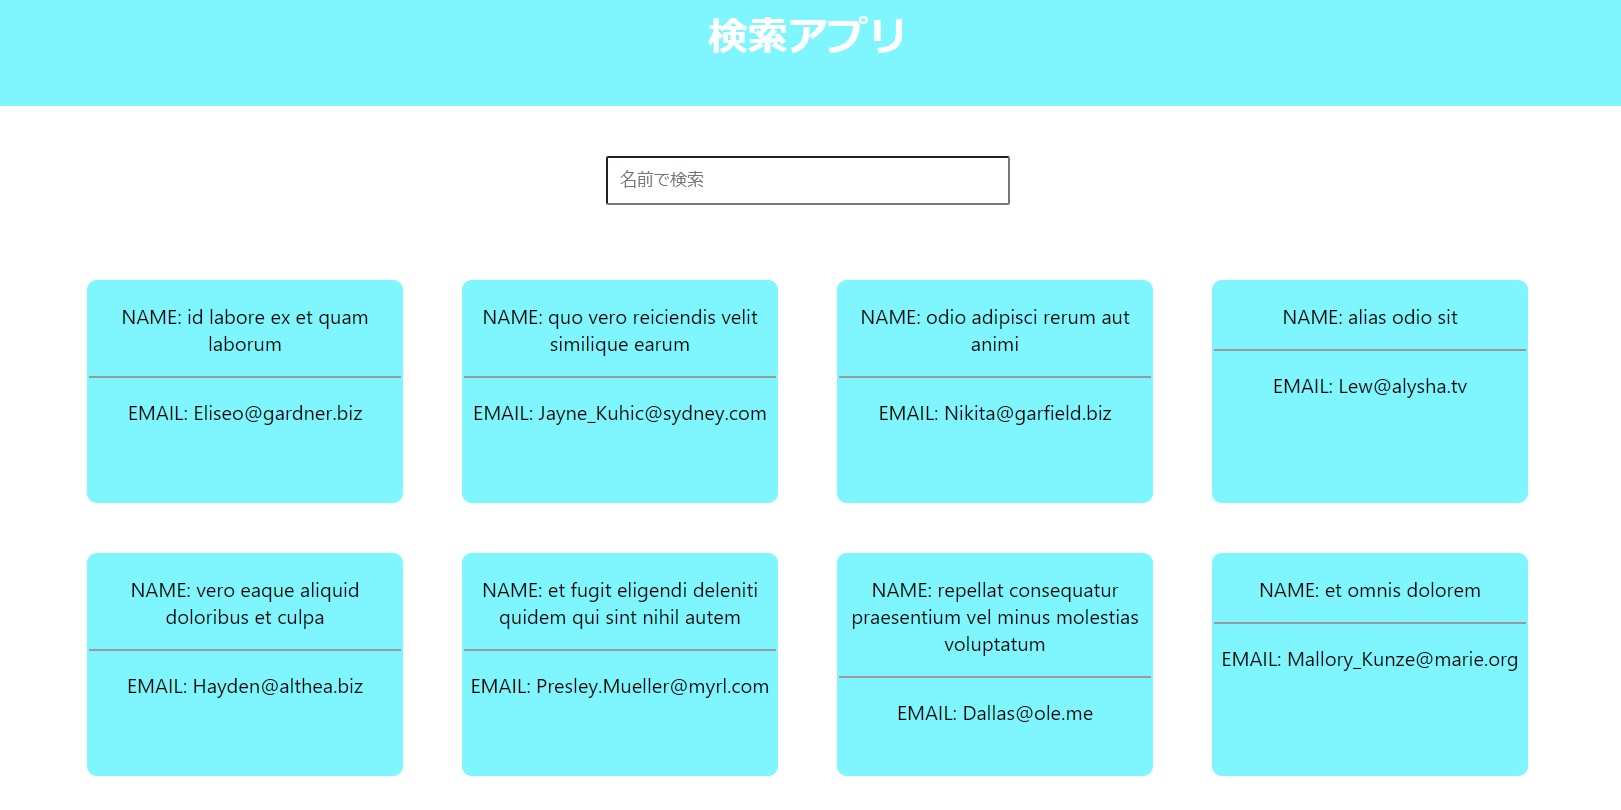 検索アプリ
名前で検索
NAME: id labore ex et quam
laborum
EMAIL: Eliseo@gardner.biz
NAME: quo vero reiciendis velit
similique earum
EMAIL: Jayne_Kuhic@sydney.com
NAME: odio adipisci rerum aut
animi
EMAIL: Nikita@garfield.biz
NAME: alias odio sit
EMAIL: Lew@alysha.tv
NAME: vero eaque aliquid
doloribus et culpa
EMAIL: Hayden@althea.biz
NAME: et fugit eligendi deleniti
quidem qui sint nihil autem
EMAIL: Presley.Mueller@myrl.com
NAME: repellat consequatur
praesentium vel minus molestias
voluptatum
EMAIL: Dallas@ole.me
NAME: et omnis dolorem
EMAIL: Mallory_Kunze@marie.org